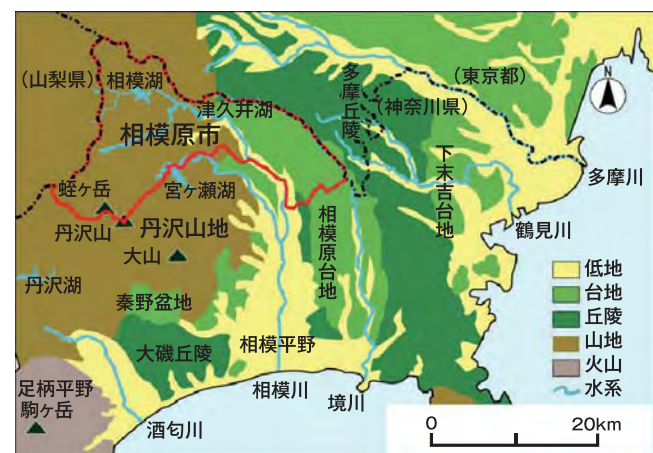 (山梨県)
相模湖
津久井湖
相模原市
多摩丘陵
(神奈川県)
(東京都)
N
下末吉台地
多摩川
鶴見川
蛭ヶ岳
宮ヶ瀬湖
丹沢山
丹沢山地
大山
相模原台地
丹沢湖
秦野盆地
大磯丘陵
相模平野
足柄平野
駒ヶ岳
酒匂川
相模川
境川
低地
台地
丘陵
山地
火山
水系
0 20km